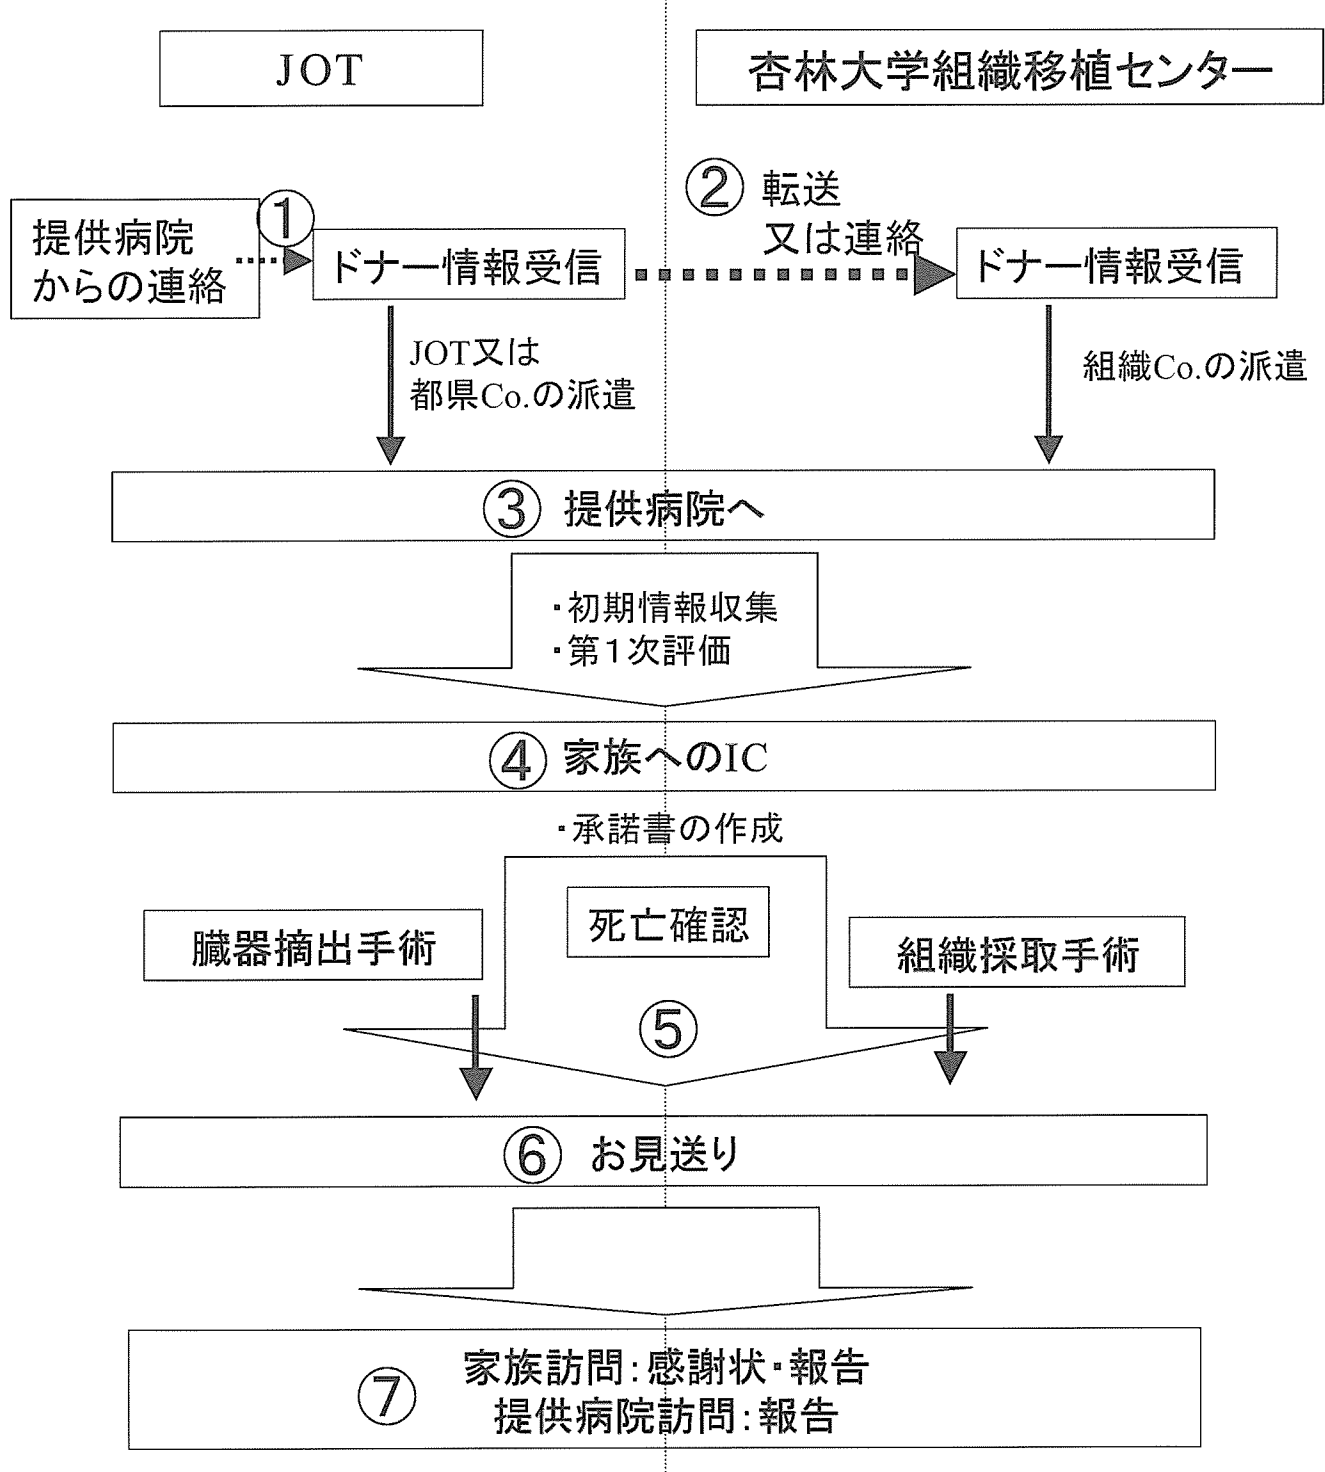 JOT
杏林大学組織移植センター
①
提供病院
からの連絡
ドナー情報受信
② 転送
又は連絡
ドナー情報受信
JOT又は
都県Co.の派遣
組織Co.の派遣
③ 提供病院へ
・初期情報収集
・第1次評価
④ 家族へのIC
・承諾書の作成
死亡確認
臓器摘出手術
組織採取手術
⑤
⑥ お見送り
⑦
家族訪問:感謝状・報告
提供病院訪問:報告